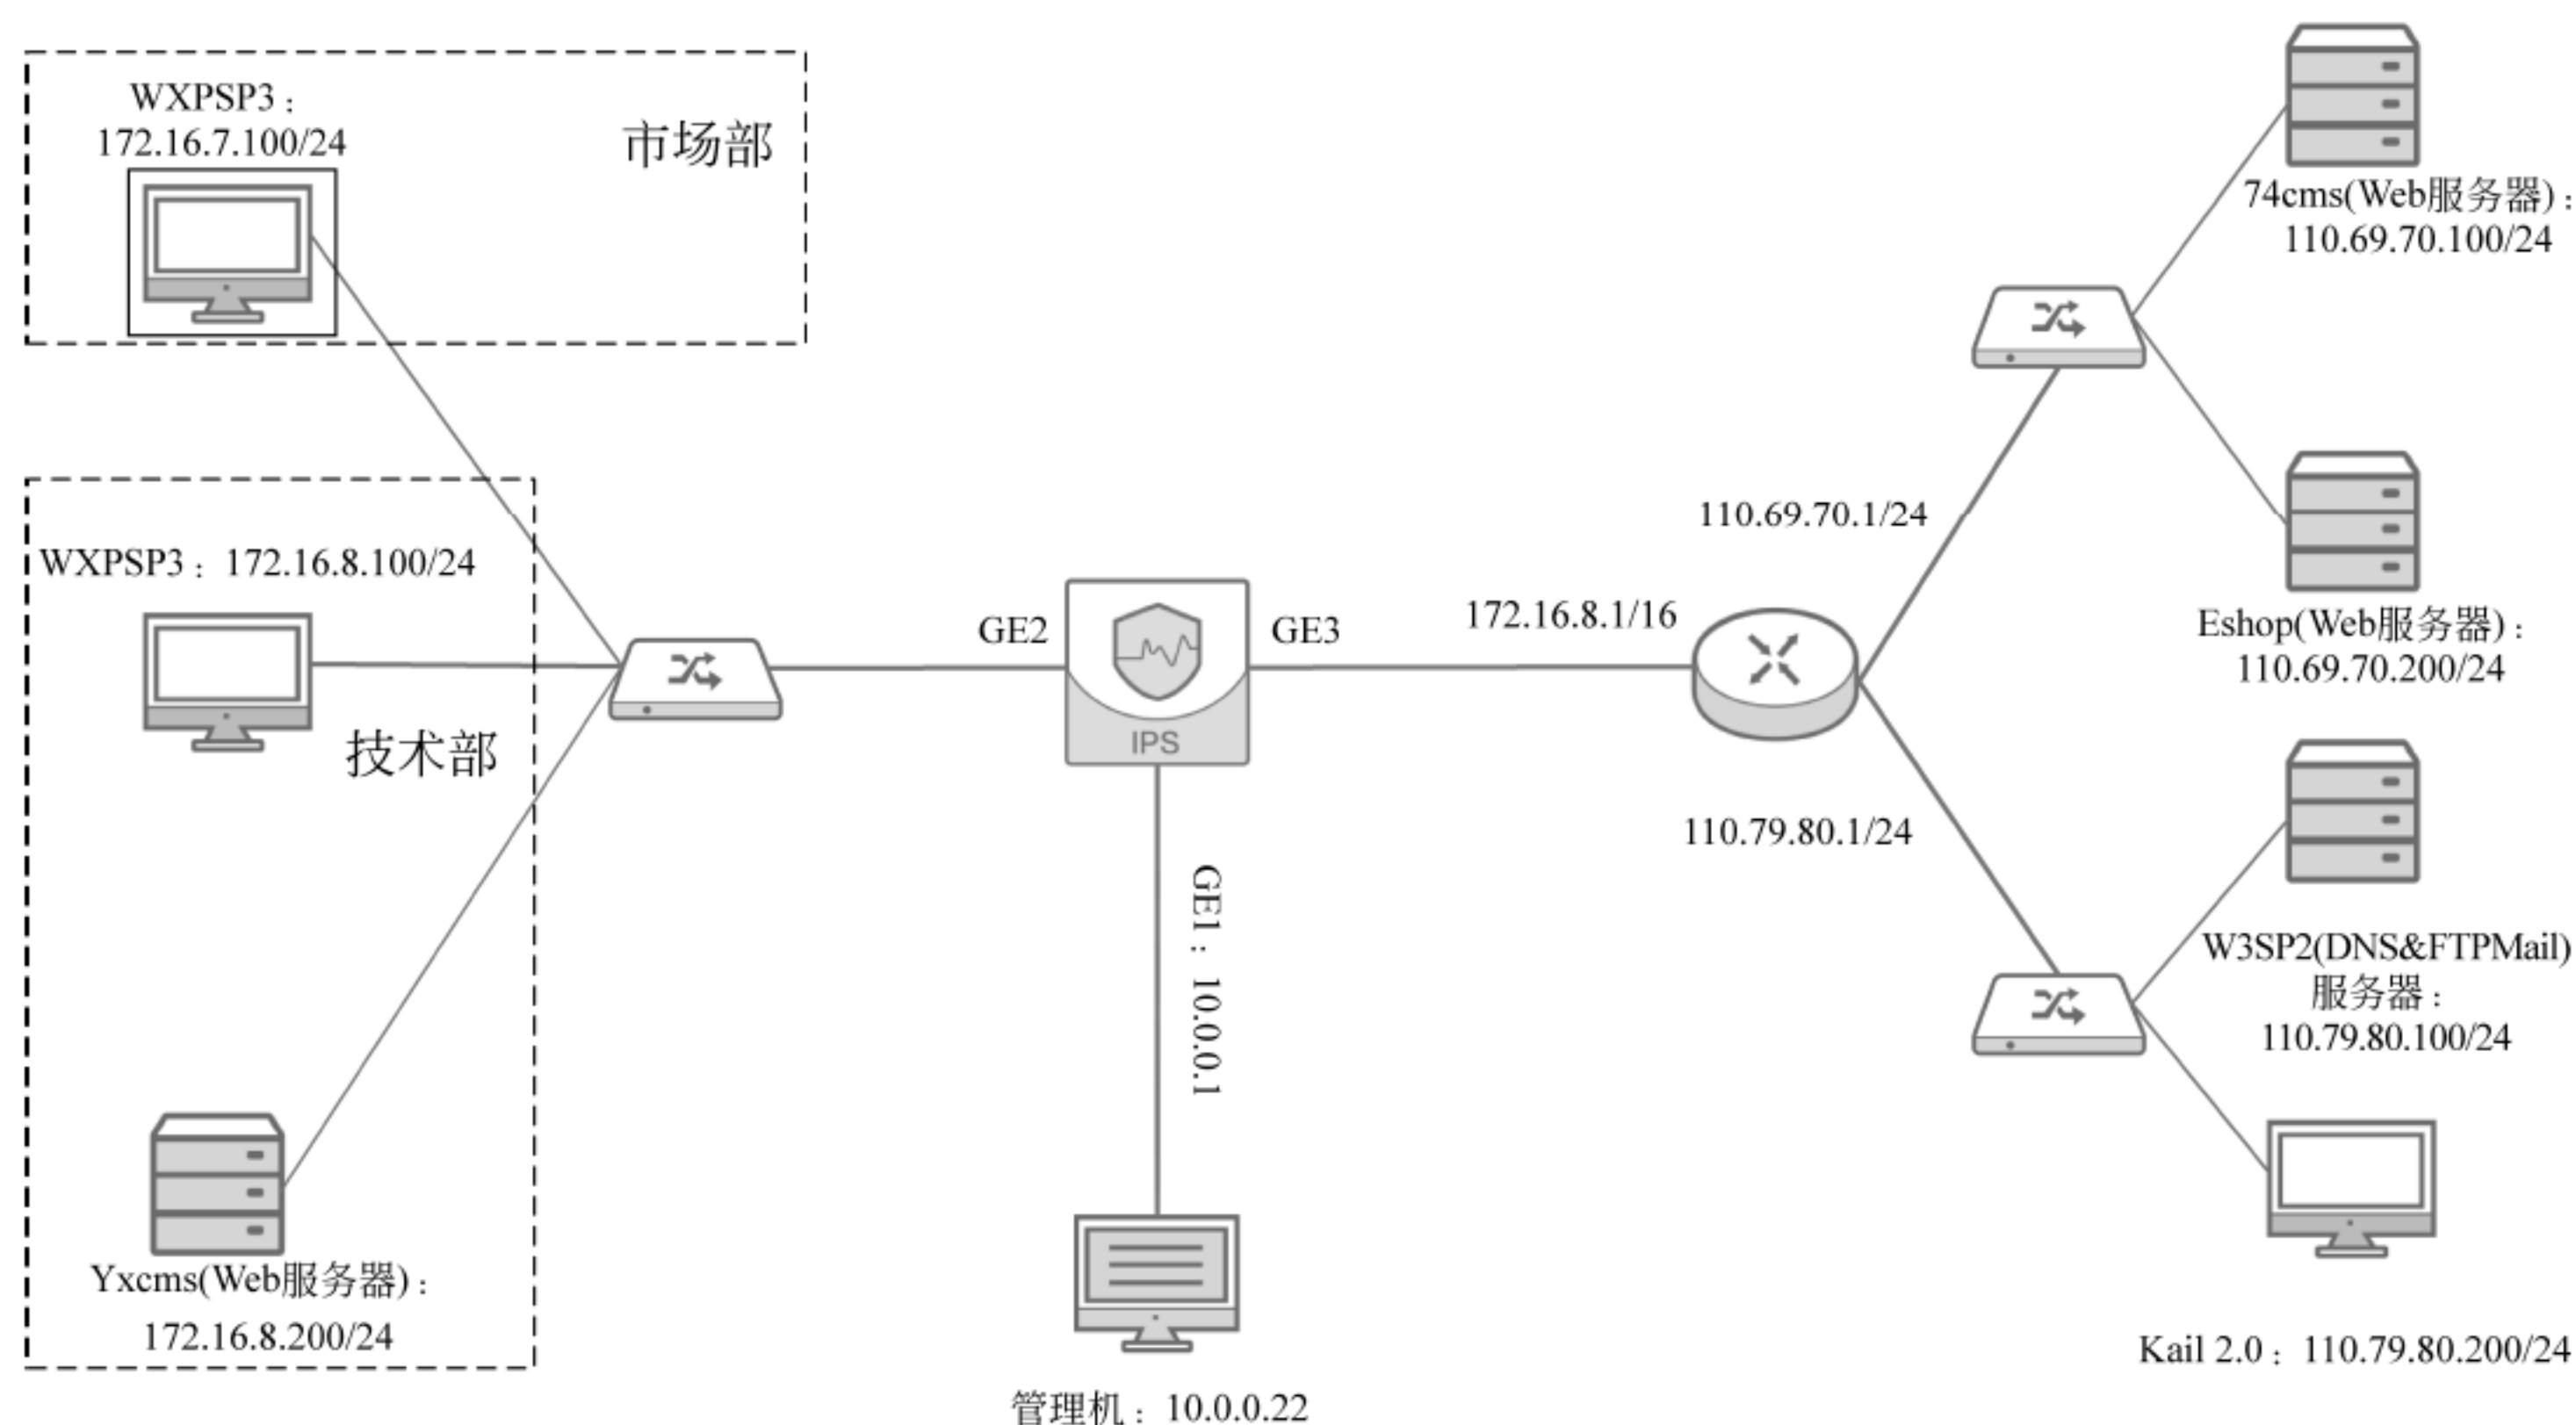 WXPSP3：
172.16.7.100/24
市场部
WXPSP3：172.16.8.100/24
技术部
Yxcms(Web服务器)：
172.16.8.200/24
GE2
IPS
GE3
GE1：10.0.0.1
管理机：10.0.0.22
172.16.8.1/16
110.69.70.1/24
110.79.80.1/24
74cms(Web服务器)：
110.69.70.100/24
Eshop(Web服务器)：
110.69.70.200/24
W3SP2(DNS&FTPMail)
服务器：
110.79.80.100/24
Kail 2.0：110.79.80.200/24